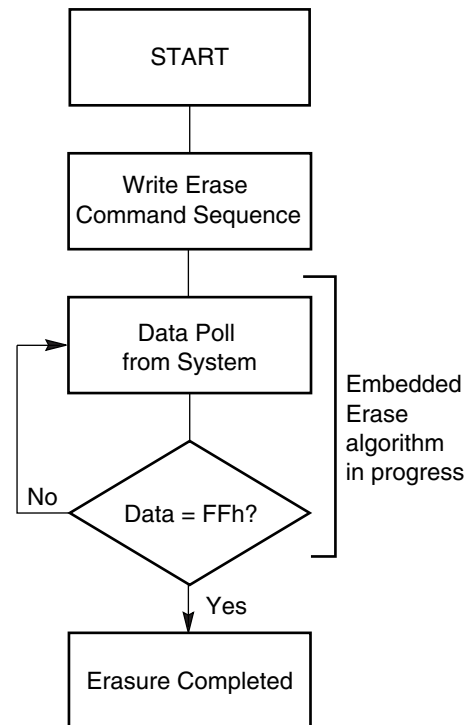 START
Write Erase
Command Sequence
Data Poll
from System
Embedded
Erase
algorithm
in progress
No
Data = FFh?
Yes
Erasure Completed